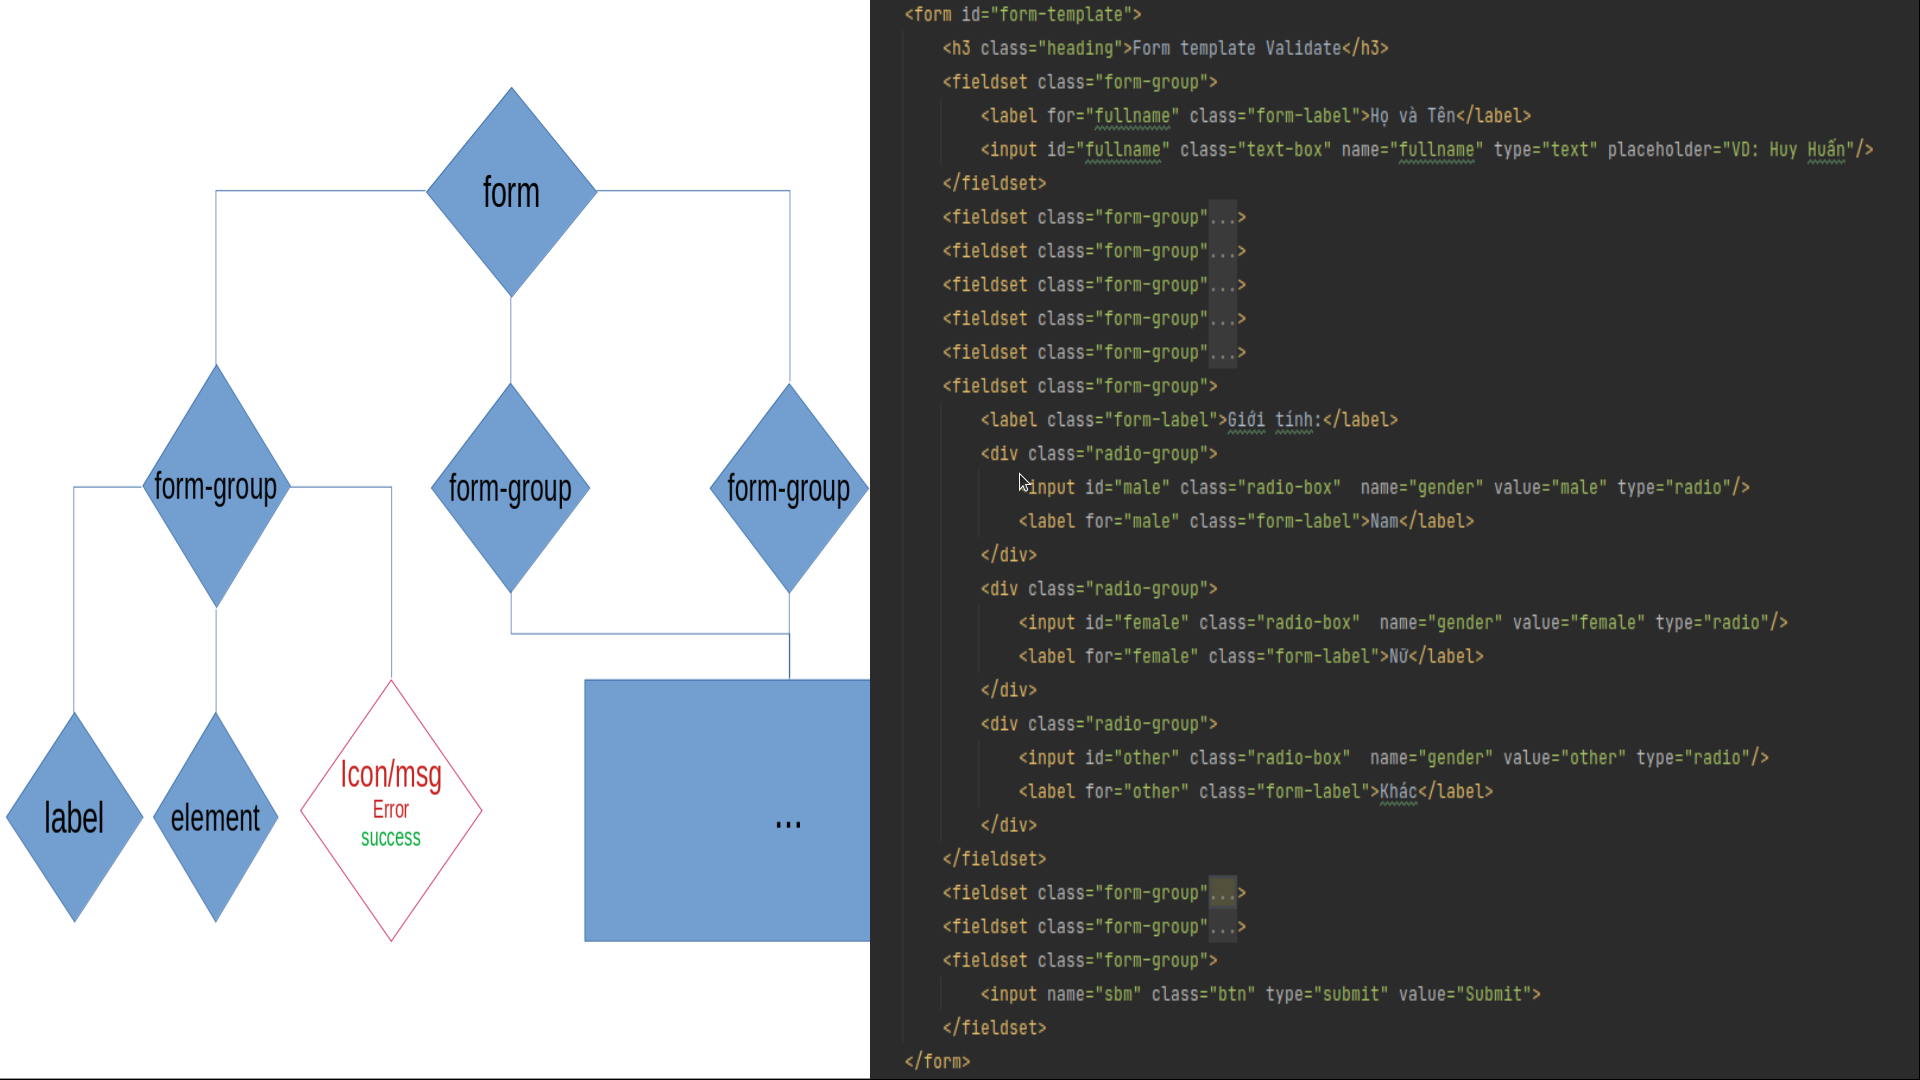 form
form-group
form-group
form-group
label
element
Icon/msg
Error
success
...
<form id="form-template">
<h3 class="heading">Form template Validate</h3>
<fieldset class="form-group">
<label for="fullname" class="form-label">Họ và Tên</label>
<input id="fullname" class="text-box" name="fullname" type="text" placeholder="VD: Huy Huấn"/>
</fieldset>
<fieldset class="form-group"...>
<fieldset class="form-group"...>
<fieldset class="form-group"...>
<fieldset class="form-group"...>
<fieldset class="form-group"...>
<fieldset class="form-group">
<label class="form-label">Giới tính:</label>
<div class="radio-group">
<input id="male" class="radio-box"  name="gender" value="male" type="radio"/>
<label for="male" class="form-label">Nam</label>
</div>
<div class="radio-group">
<input id="female" class="radio-box"  name="gender" value="female" type="radio"/>
<label for="female" class="form-label">Nữ</label>
</div>
<div class="radio-group">
<input id="other" class="radio-box"  name="gender" value="other" type="radio"/>
<label for="other" class="form-label">Khác</label>
</div>
</fieldset>
<fieldset class="form-group"...>
<fieldset class="form-group"...>
<fieldset class="form-group">
<input name="sbm" class="btn" type="submit" value="Submit">
</fieldset>
</form>